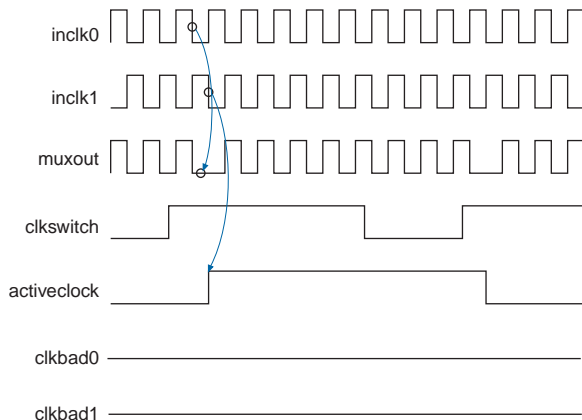 inclk0
inclk1
muxout
clkswitch
activeclock
clkbad0
clkbad1